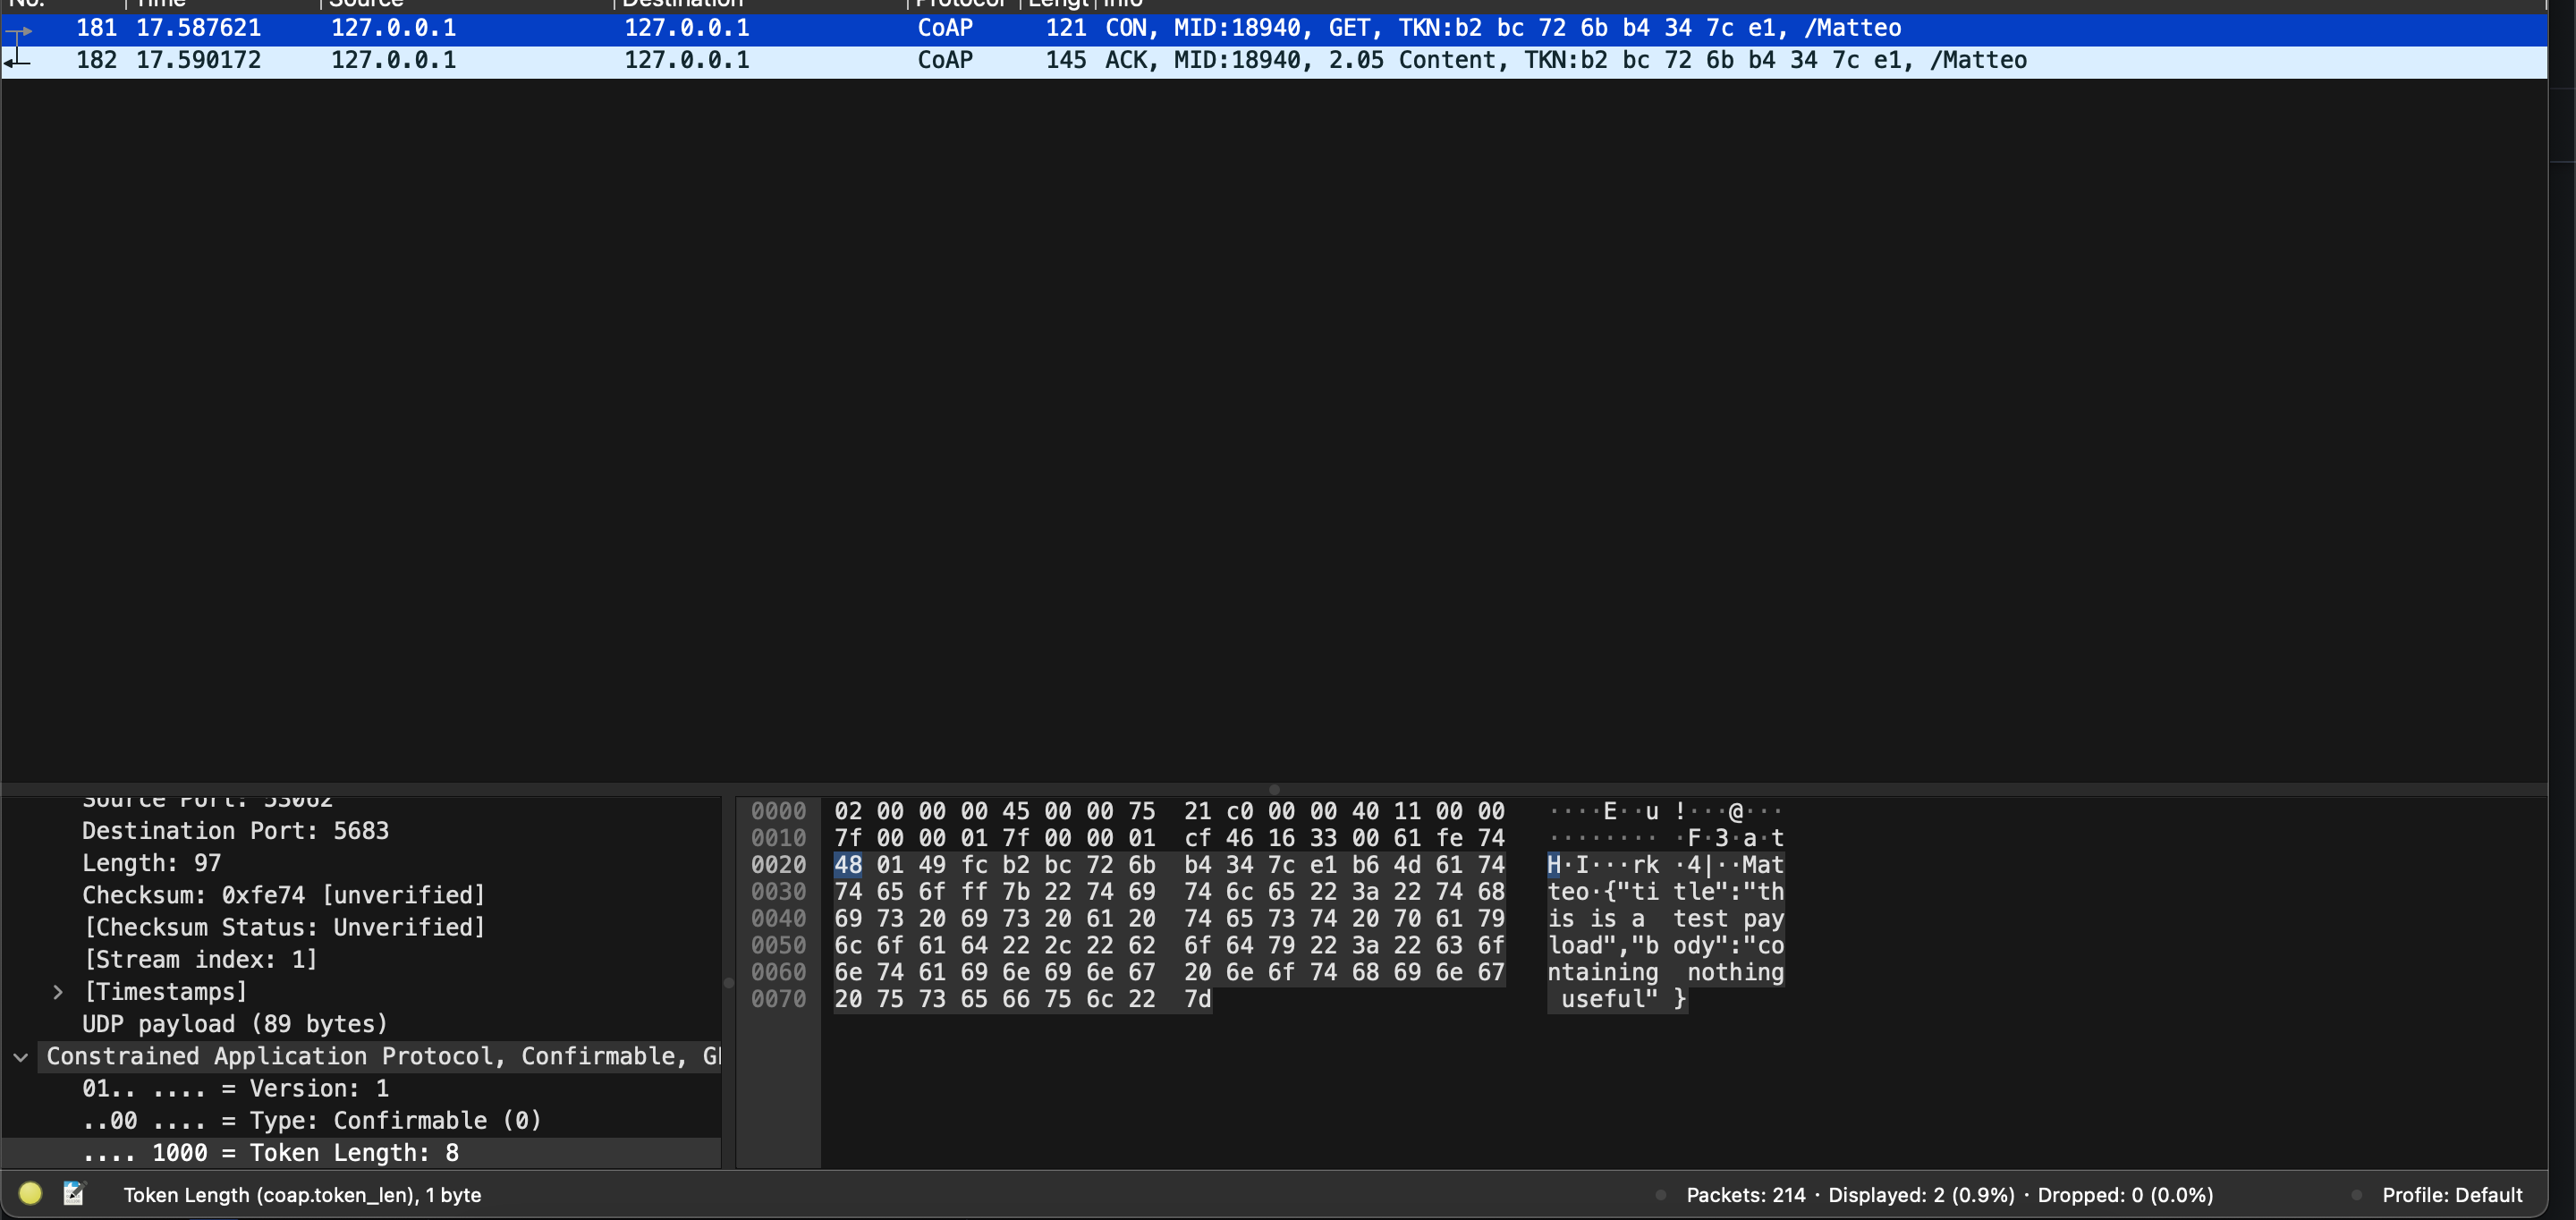 No. Time Source Destination Protocol Lengt Info
181 17.587621 127.0.0.1 127.0.0.1 CoAP 121 CON, MID:18940, GET, TKN:b2 bc 72 6b b4 34 7c e1, /Matteo
182 17.590172 127.0.0.1 127.0.0.1 CoAP 145 ACK, MID:18940, 2.05 Content, TKN:b2 bc 72 6b b4 34 7c e1, /Matteo
Source Port: 53062
Destination Port: 5683
Length: 97
Checksum: 0xfe74 [unverified]
[Checksum Status: Unverified]
[Stream index: 1]
[Timestamps]
UDP payload (89 bytes)
Constrained Application Protocol, Confirmable, G
01.. .... = Version: 1
..00 .... = Type: Confirmable (0)
.... 1000 = Token Length: 8
0000 02 00 00 00 45 00 00 75 21 c0 00 00 40 11 00 00 ····E··u !···@···
0010 7f 00 00 01 7f 00 00 01 cf 46 16 33 00 61 fe 74 ········ ·F·3·a·t
0020 48 01 49 fc b2 bc 72 6b b4 34 7c e1 b6 4d 61 74 H·I···rk ·4|··Mat
0030 74 65 6f ff 7b 22 74 69 74 6c 65 22 3a 22 74 68 teo·{"ti tle":"th
0040 69 73 20 69 73 20 61 20 74 65 73 74 20 70 61 79 is is a  test pay
0050 6c 6f 61 64 22 2c 22 62 6f 64 79 22 3a 22 63 6f load","b ody":"co
0060 6e 74 61 69 6e 69 6e 67 20 6e 6f 74 68 69 6e 67 ntaining  nothing
0070 20 75 73 65 66 75 6c 22 7d  useful" }
Token Length (coap.token_len), 1 byte
Packets: 214 · Displayed: 2 (0.9%) · Dropped: 0 (0.0%)
Profile: Default